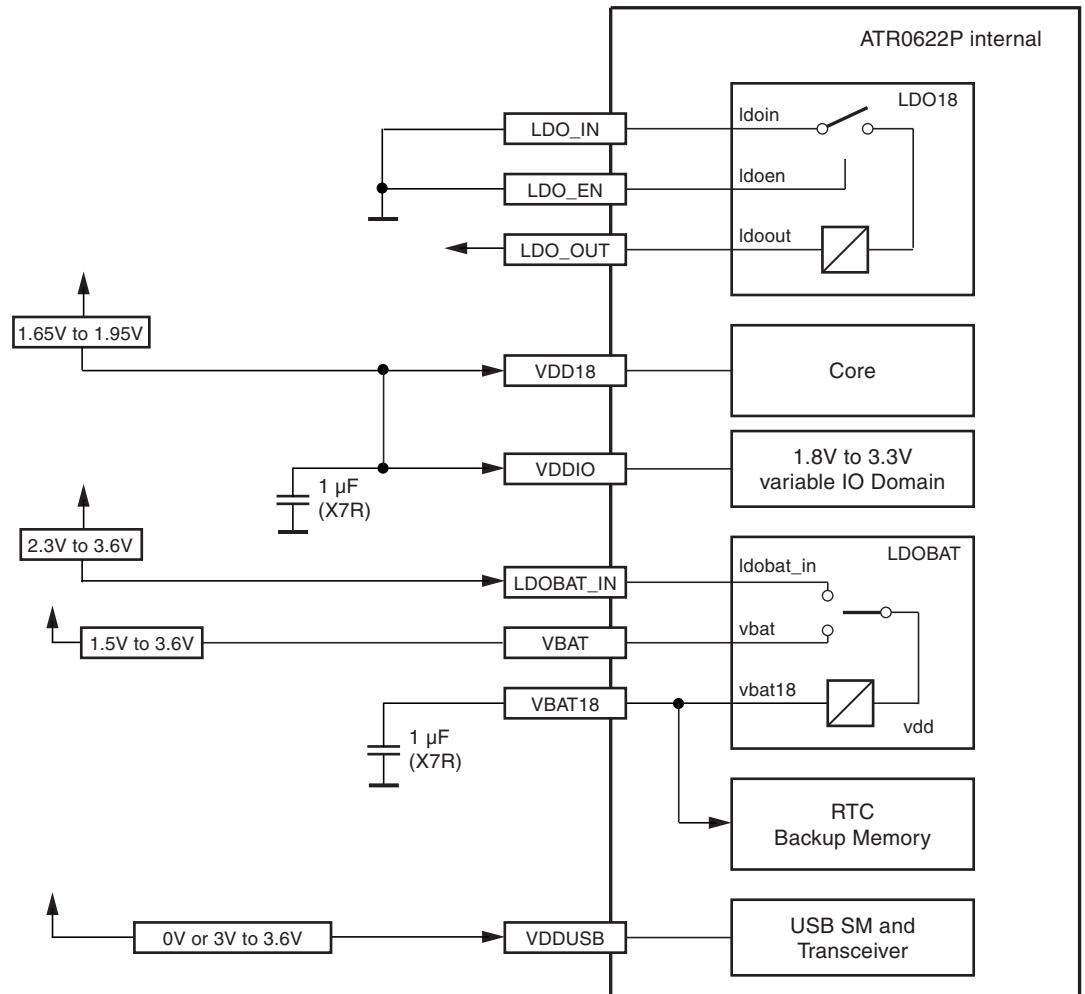 ATR0622P internal
LDO18
LDO_IN
ldoin
LDO_EN
ldoen
LDO_OUT
ldoout
1.65V to 1.95V
VDD18
Core
VDDIO
1.8V to 3.3V
variable IO Domain
1 µF
(X7R)
2.3V to 3.6V
LDOBAT
LDOBAT_IN
ldobat_in
1.5V to 3.6V
VBAT
vbat
VBAT18
vbat18
vdd
1 µF
(X7R)
RTC
Backup Memory
0V or 3V to 3.6V
VDDUSB
USB SM and
Transceiver